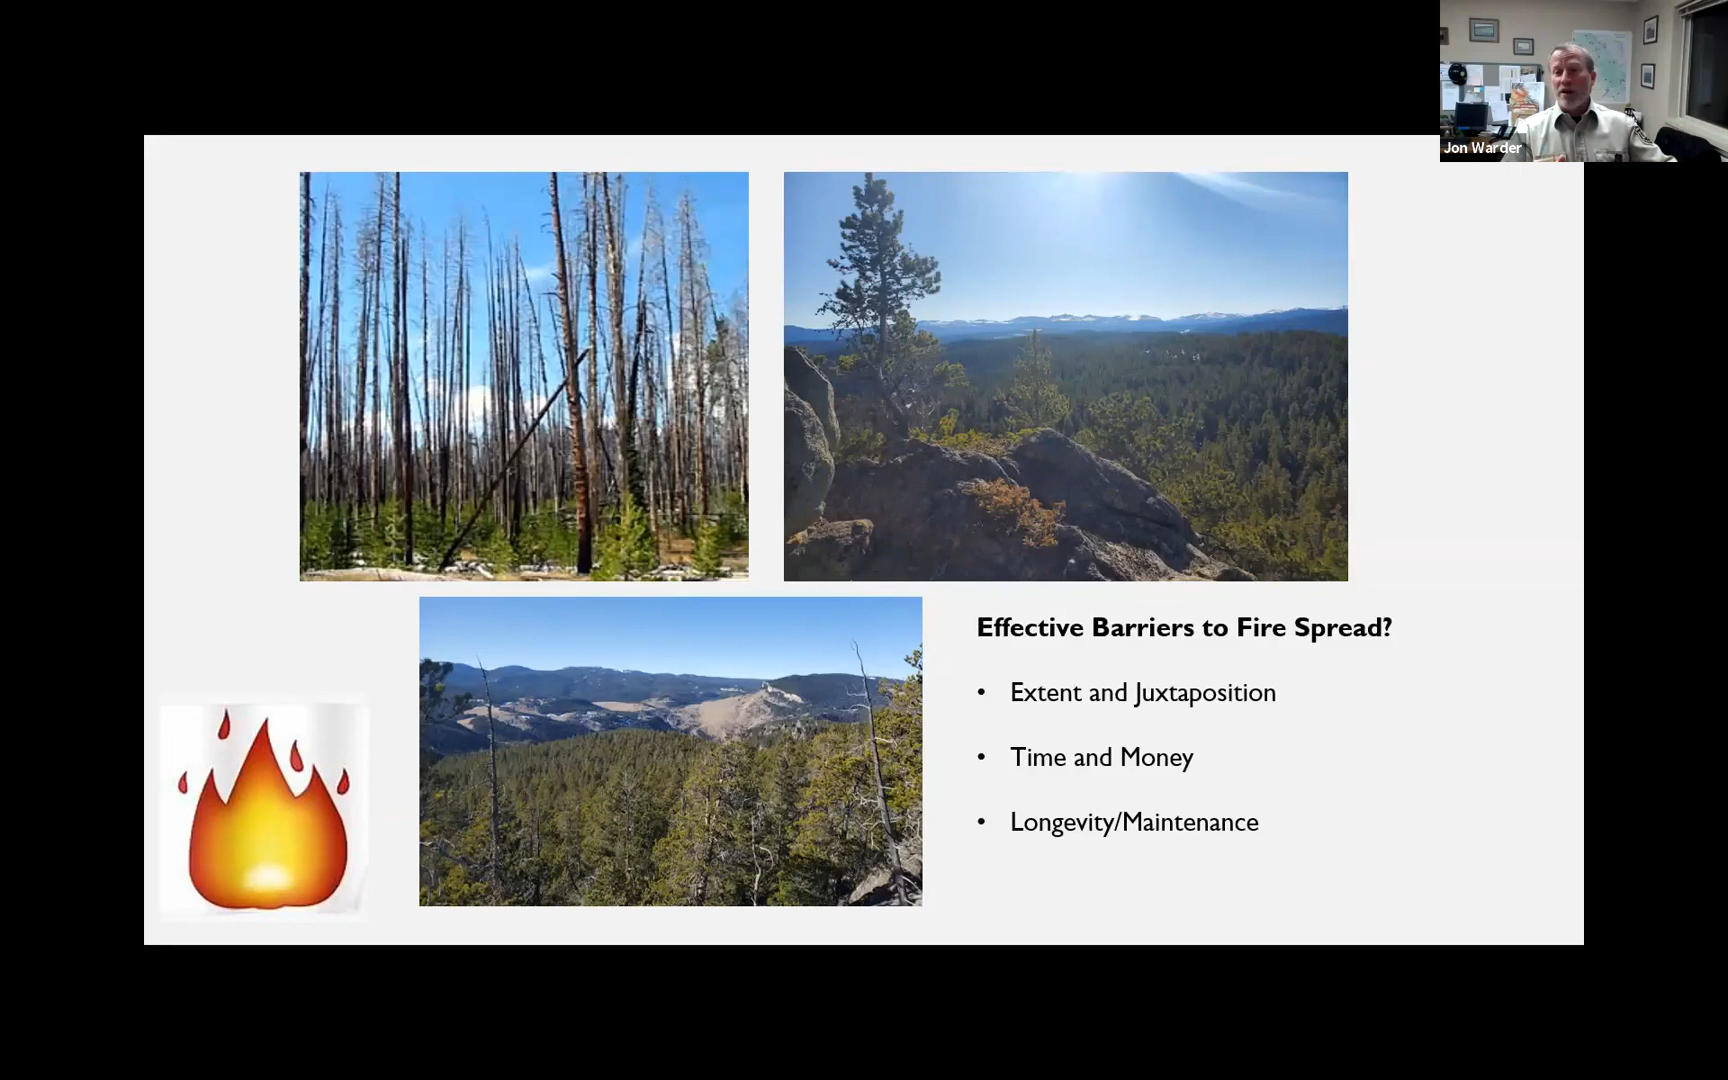 Jon Warder
Effective Barriers to Fire Spread?
• Extent and Juxtaposition
• Time and Money
• Longevity/Maintenance